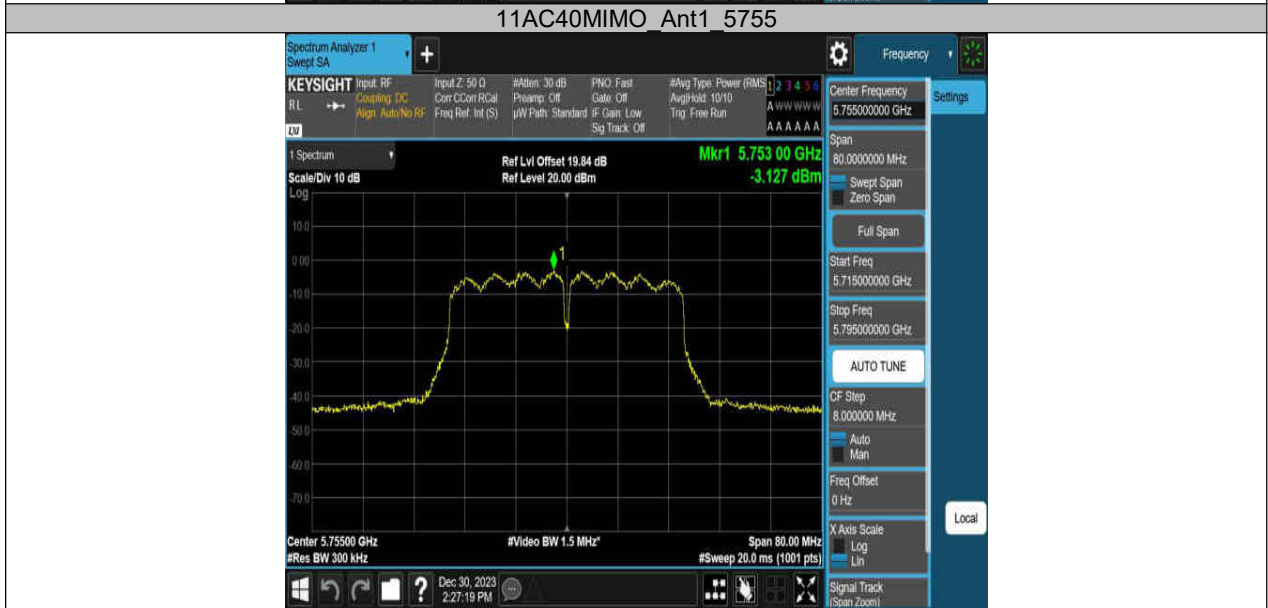 11AC40MIMO_Ant1_5755
Spectrum Analyzer 1
Swept SA
+
Frequency
KEYSIGHT
RL
LXI
Input: RF
Coupling: DC
Align: Auto/No RF
Input Z: 50 Ω
Corr CCorr RCal
Freq Ref: Int (S)
#Atten: 30 dB
Preamp: Off
µW Path: Standard
PNO: Fast
Gate: Off
IF Gain: Low
Sig Track: Off
#Avg Type: Power (RMS
Avg|Hold: 10/10
Trig: Free Run
1 2 3 4 5 6
A W W W W W
A A A A A A
1 Spectrum
Scale/Div 10 dB
Log
Ref Lvl Offset 19.84 dB
Ref Level 20.00 dBm
Mkr1 5.753 00 GHz
-3.127 dBm
10.0
0.00
-10.0
-20.0
-30.0
-40.0
-50.0
-60.0
-70.0
1
Center 5.75500 GHz
#Res BW 300 kHz
#Video BW 1.5 MHz*
Span 80.00 MHz
#Sweep 20.0 ms (1001 pts)
?
Dec 30, 2023
2:27:19 PM
Center Frequency
5.755000000 GHz
Settings
Span
80.0000000 MHz
Swept Span
Zero Span
Full Span
Start Freq
5.715000000 GHz
Stop Freq
5.795000000 GHz
AUTO TUNE
CF Step
8.000000 MHz
Auto
Man
Freq Offset
0 Hz
X Axis Scale
Log
Lin
Local
Signal Track
(Span Zoom)